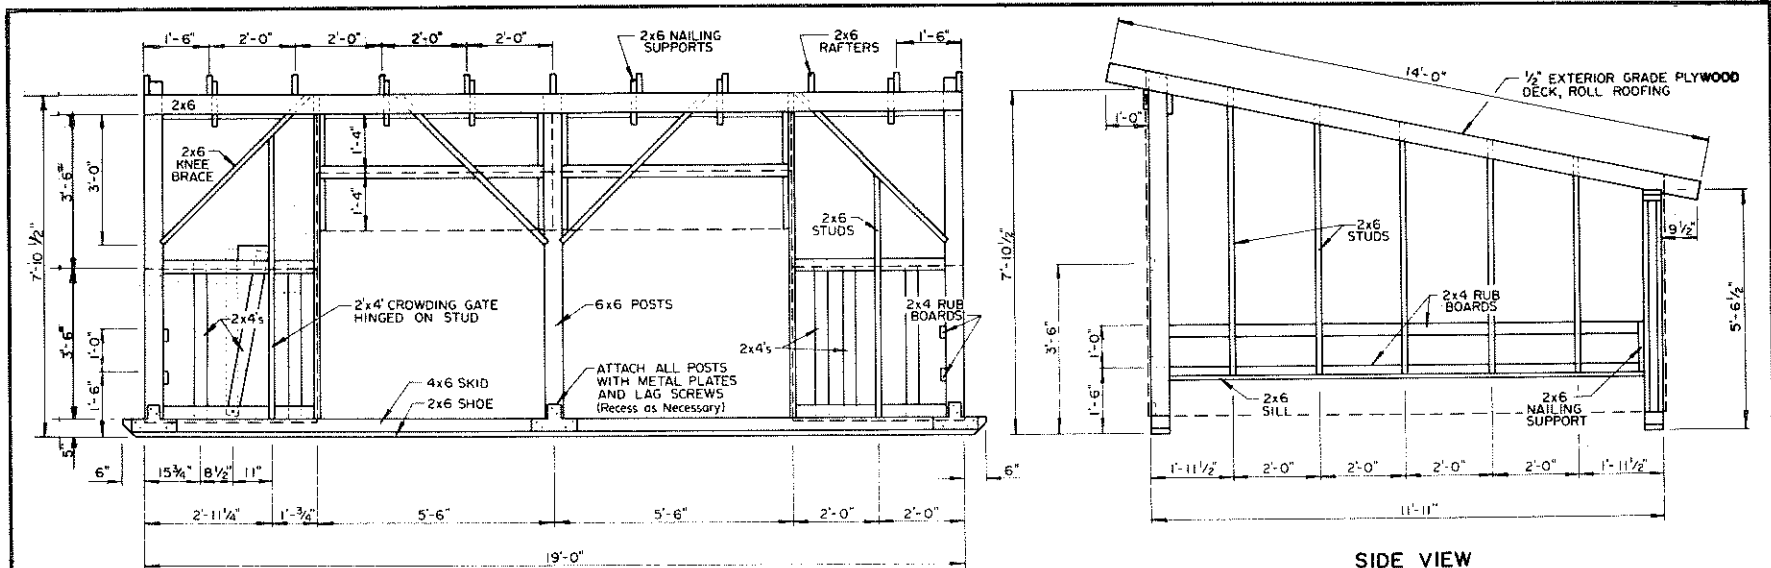 1'-6" 2'-0" 2'-0" 2'-0" 2'-0" 2x6 NAILING SUPPORTS 2x6 RAFTERS 1'-6"
2x6
2x6 KNEE BRACE
7'-10 1/2"
3'-6"
3'-0"
1'-4"
1'-4"
2x6 STUDS
3'-6"
1'-0"
1'-6"
5"
2x4's
2'x4' CROWDING GATE
HINGED ON STUD
6x6 POSTS
2x4 RUB BOARDS
2x4's
4x6 SKID
2x6 SHOE
ATTACH ALL POSTS
WITH METAL PLATES
AND LAG SCREWS
(Recess as Necessary)
6" 15 3/4" 8 1/2" 11" 6"
2'-11 1/4" 1'-3/4" 5'-6" 5'-6" 2'-0" 2'-0"
19'-0"
14'-0"
1/2" EXTERIOR GRADE PLYWOOD
DECK, ROLL ROOFING
1'-0"
7'-10 1/2"
2x6
STUDS
9 1/2"
3'-6"
1'-0"
1'-6"
2x4 RUB
BOARDS
5'-6 1/2"
2x6
SILL
2x6
NAILING
SUPPORT
1'-11 1/2" 2'-0" 2'-0" 2'-0" 2'-0" 1'-11 1/2"
11'-11"
SIDE VIEW